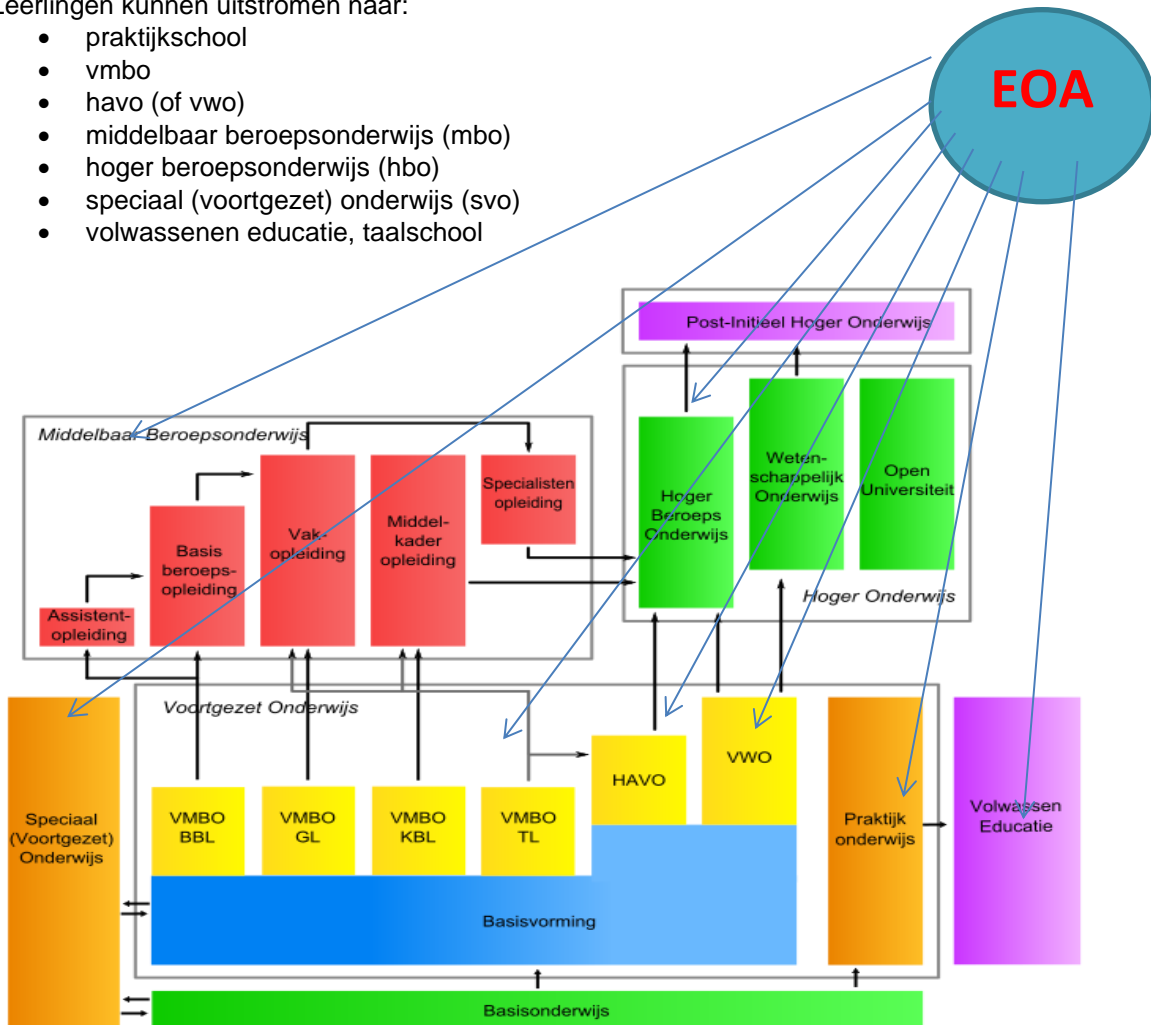 Leerlingen kunnen uitstromen naar:
• praktijkschool
• vmbo
• havo (of vwo)
• middelbaar beroepsonderwijs (mbo)
• hoger beroepsonderwijs (hbo)
• speciaal (voortgezet) onderwijs (svo)
• volwassenen educatie, taalschool
EOA
Post-Initieel Hoger Onderwijs
Middelbaar Beroepsonderwijs
Assistent-
opleiding
Basis
beroeps-
opleiding
Vak-
opleiding
Middel-
kader
opleiding
Specialisten
opleiding
Hoger
Beroeps
Onderwijs
Weten-
schappelijk
Onderwijs
Open
Universiteit
Hoger Onderwijs
Voortgezet Onderwijs
Speciaal
(Voortgezet)
Onderwijs
VMBO
BBL
VMBO
GL
VMBO
KBL
VMBO
TL
HAVO
VWO
Praktijk
onderwijs
Volwassen
Educatie
Basisvorming
Basisonderwijs